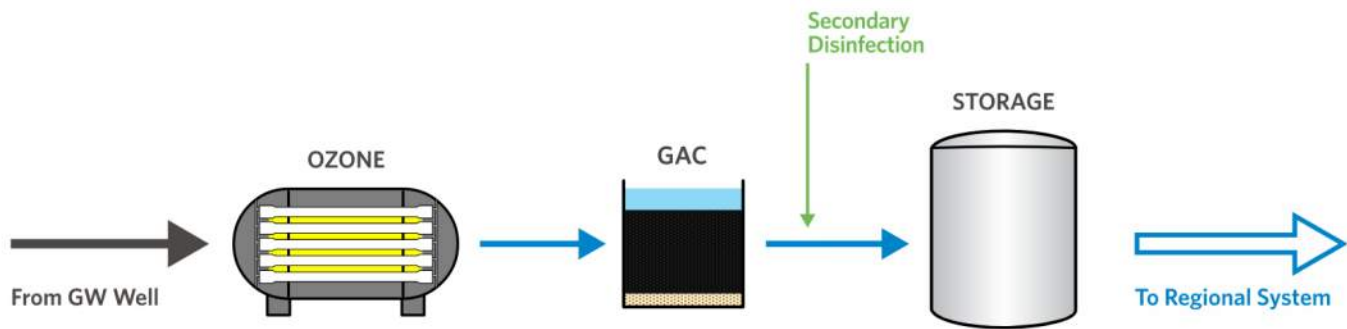 Secondary
Disinfection
STORAGE
OZONE
GAC
From GW Well
To Regional System